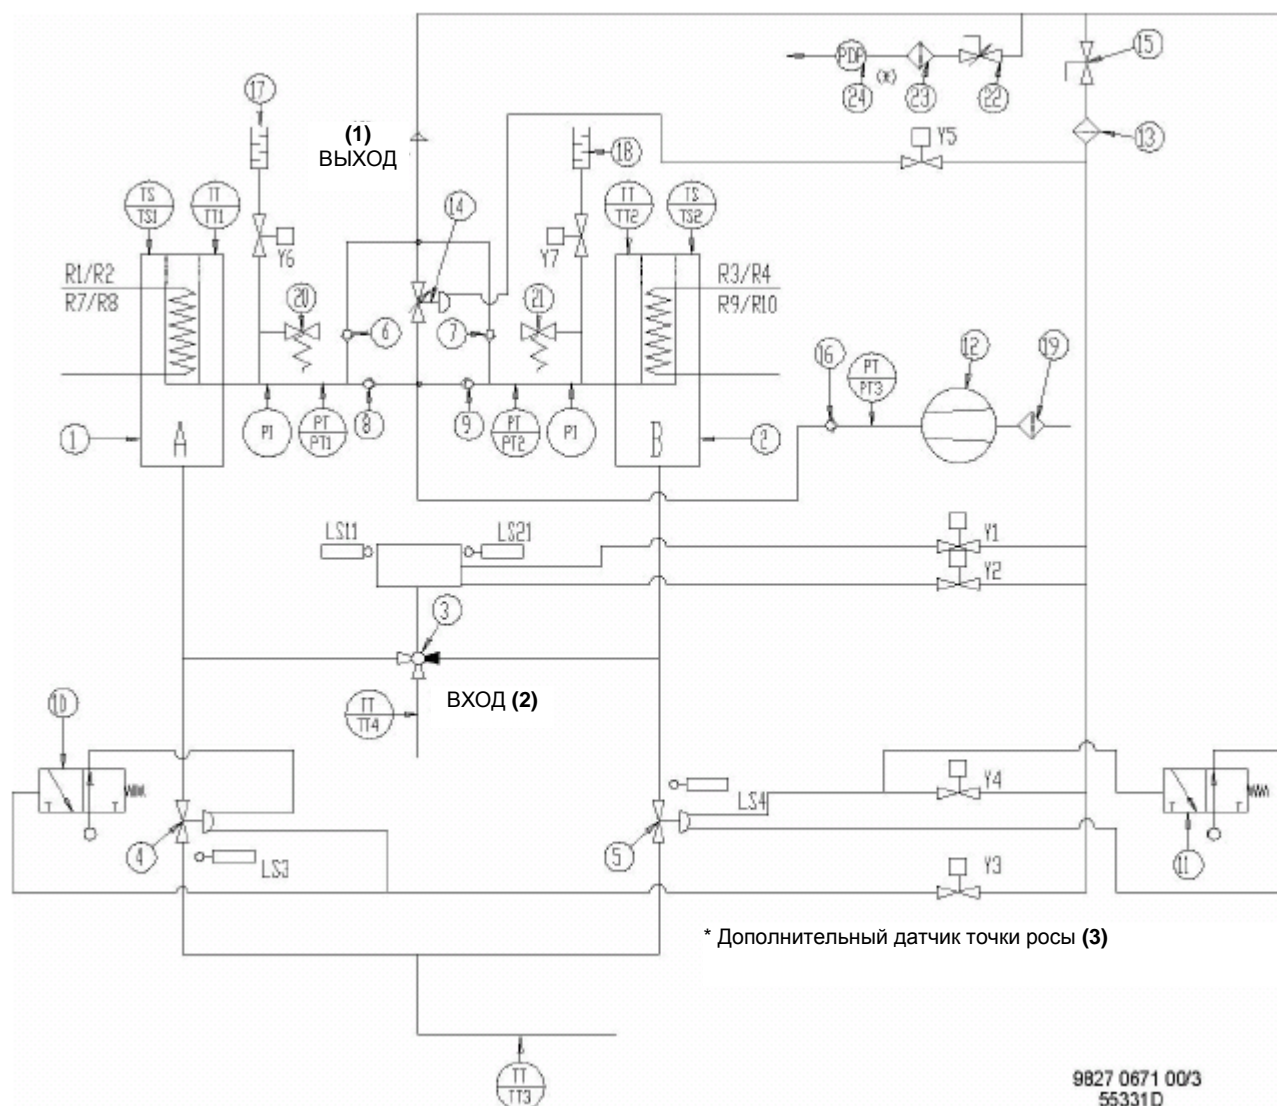 15
PDP
(*)
24
23
22
17
(1)
ВЫХОД
18
Y5
13
TS
TS1
TT
TT1
TT
TT2
TS
TS2
14
Y6
Y7
R1/R2
R7/R8
R3/R4
R9/R10
20
21
6
7
16
PT
PT3
12
19
1
A
PI
PT
PT1
8
9
PT
PT2
PI
B
2
LS11
LS21
Y1
Y2
3
ВХОД (2)
TT
TT4
10
T
T
LS4
Y4
T
T
4
5
LS3
Y3
11
* Дополнительный датчик точки росы (3)
TT
TT3
9827 0671 00/3
55331D